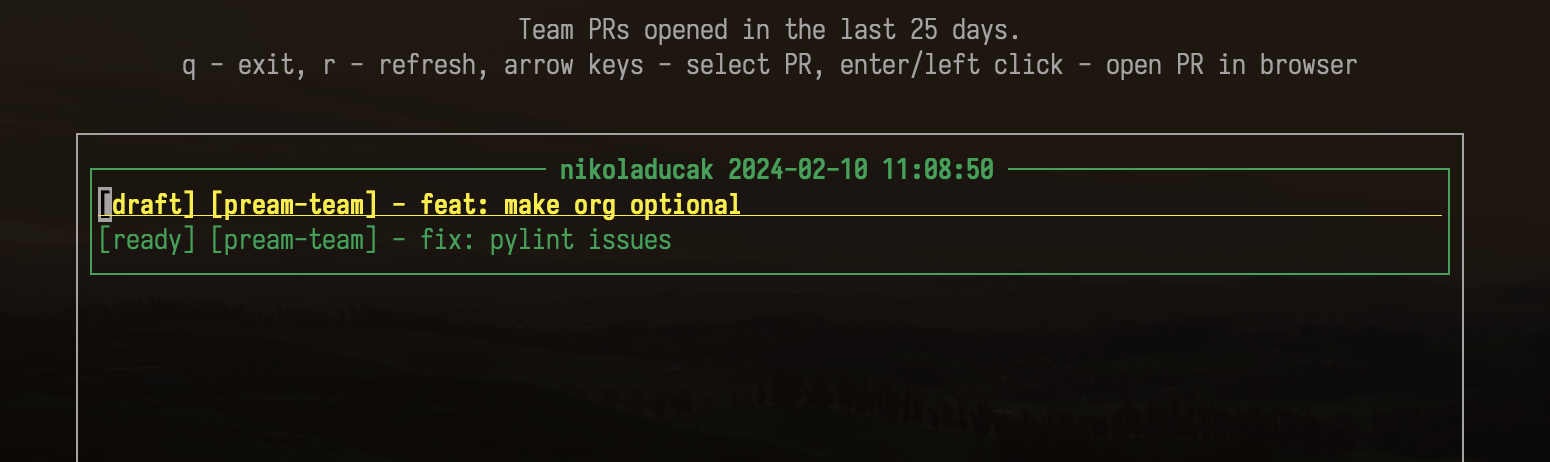 Team PRs opened in the last 25 days.
q - exit, r - refresh, arrow keys - select PR, enter/left click - open PR in browser
nikoladucak 2024-02-10 11:08:50
[draft] [pream-team] - feat: make org optional
[ready] [pream-team] - fix: pylint issues